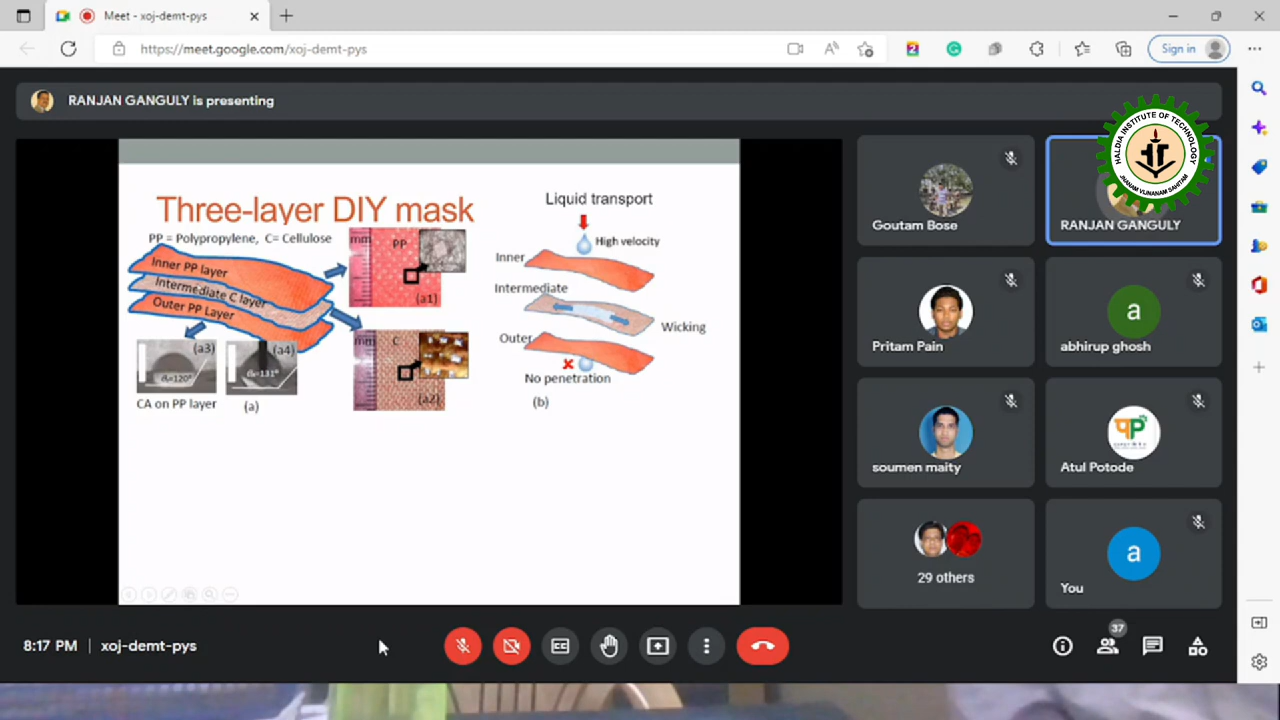 Meet - xoj-demt-pys
https://meet.google.com/xoj-demt-pys
Sign in
RANJAN GANGULY is presenting
Three-layer DIY mask
PP = Polypropylene, C= Cellulose
Inner PP layer
Intermediate C layer
Outer PP Layer
mm
PP
(a1)
mm
C
(a2)
(a3)
θₐ=120°
(a4)
=131°
CA on PP layer
(a)
Liquid transport
High velocity
Inner
Intermediate
Wicking
Outer
No penetration
(b)
HALDIA INSTITUTE OF TECHNOLOGY
Goutam Bose
RANJAN GANGULY
Pritam Pain
a
abhirup ghosh
soumen maity
Atul Potode
29 others
a
You
8:17 PM | xoj-demt-pys
37